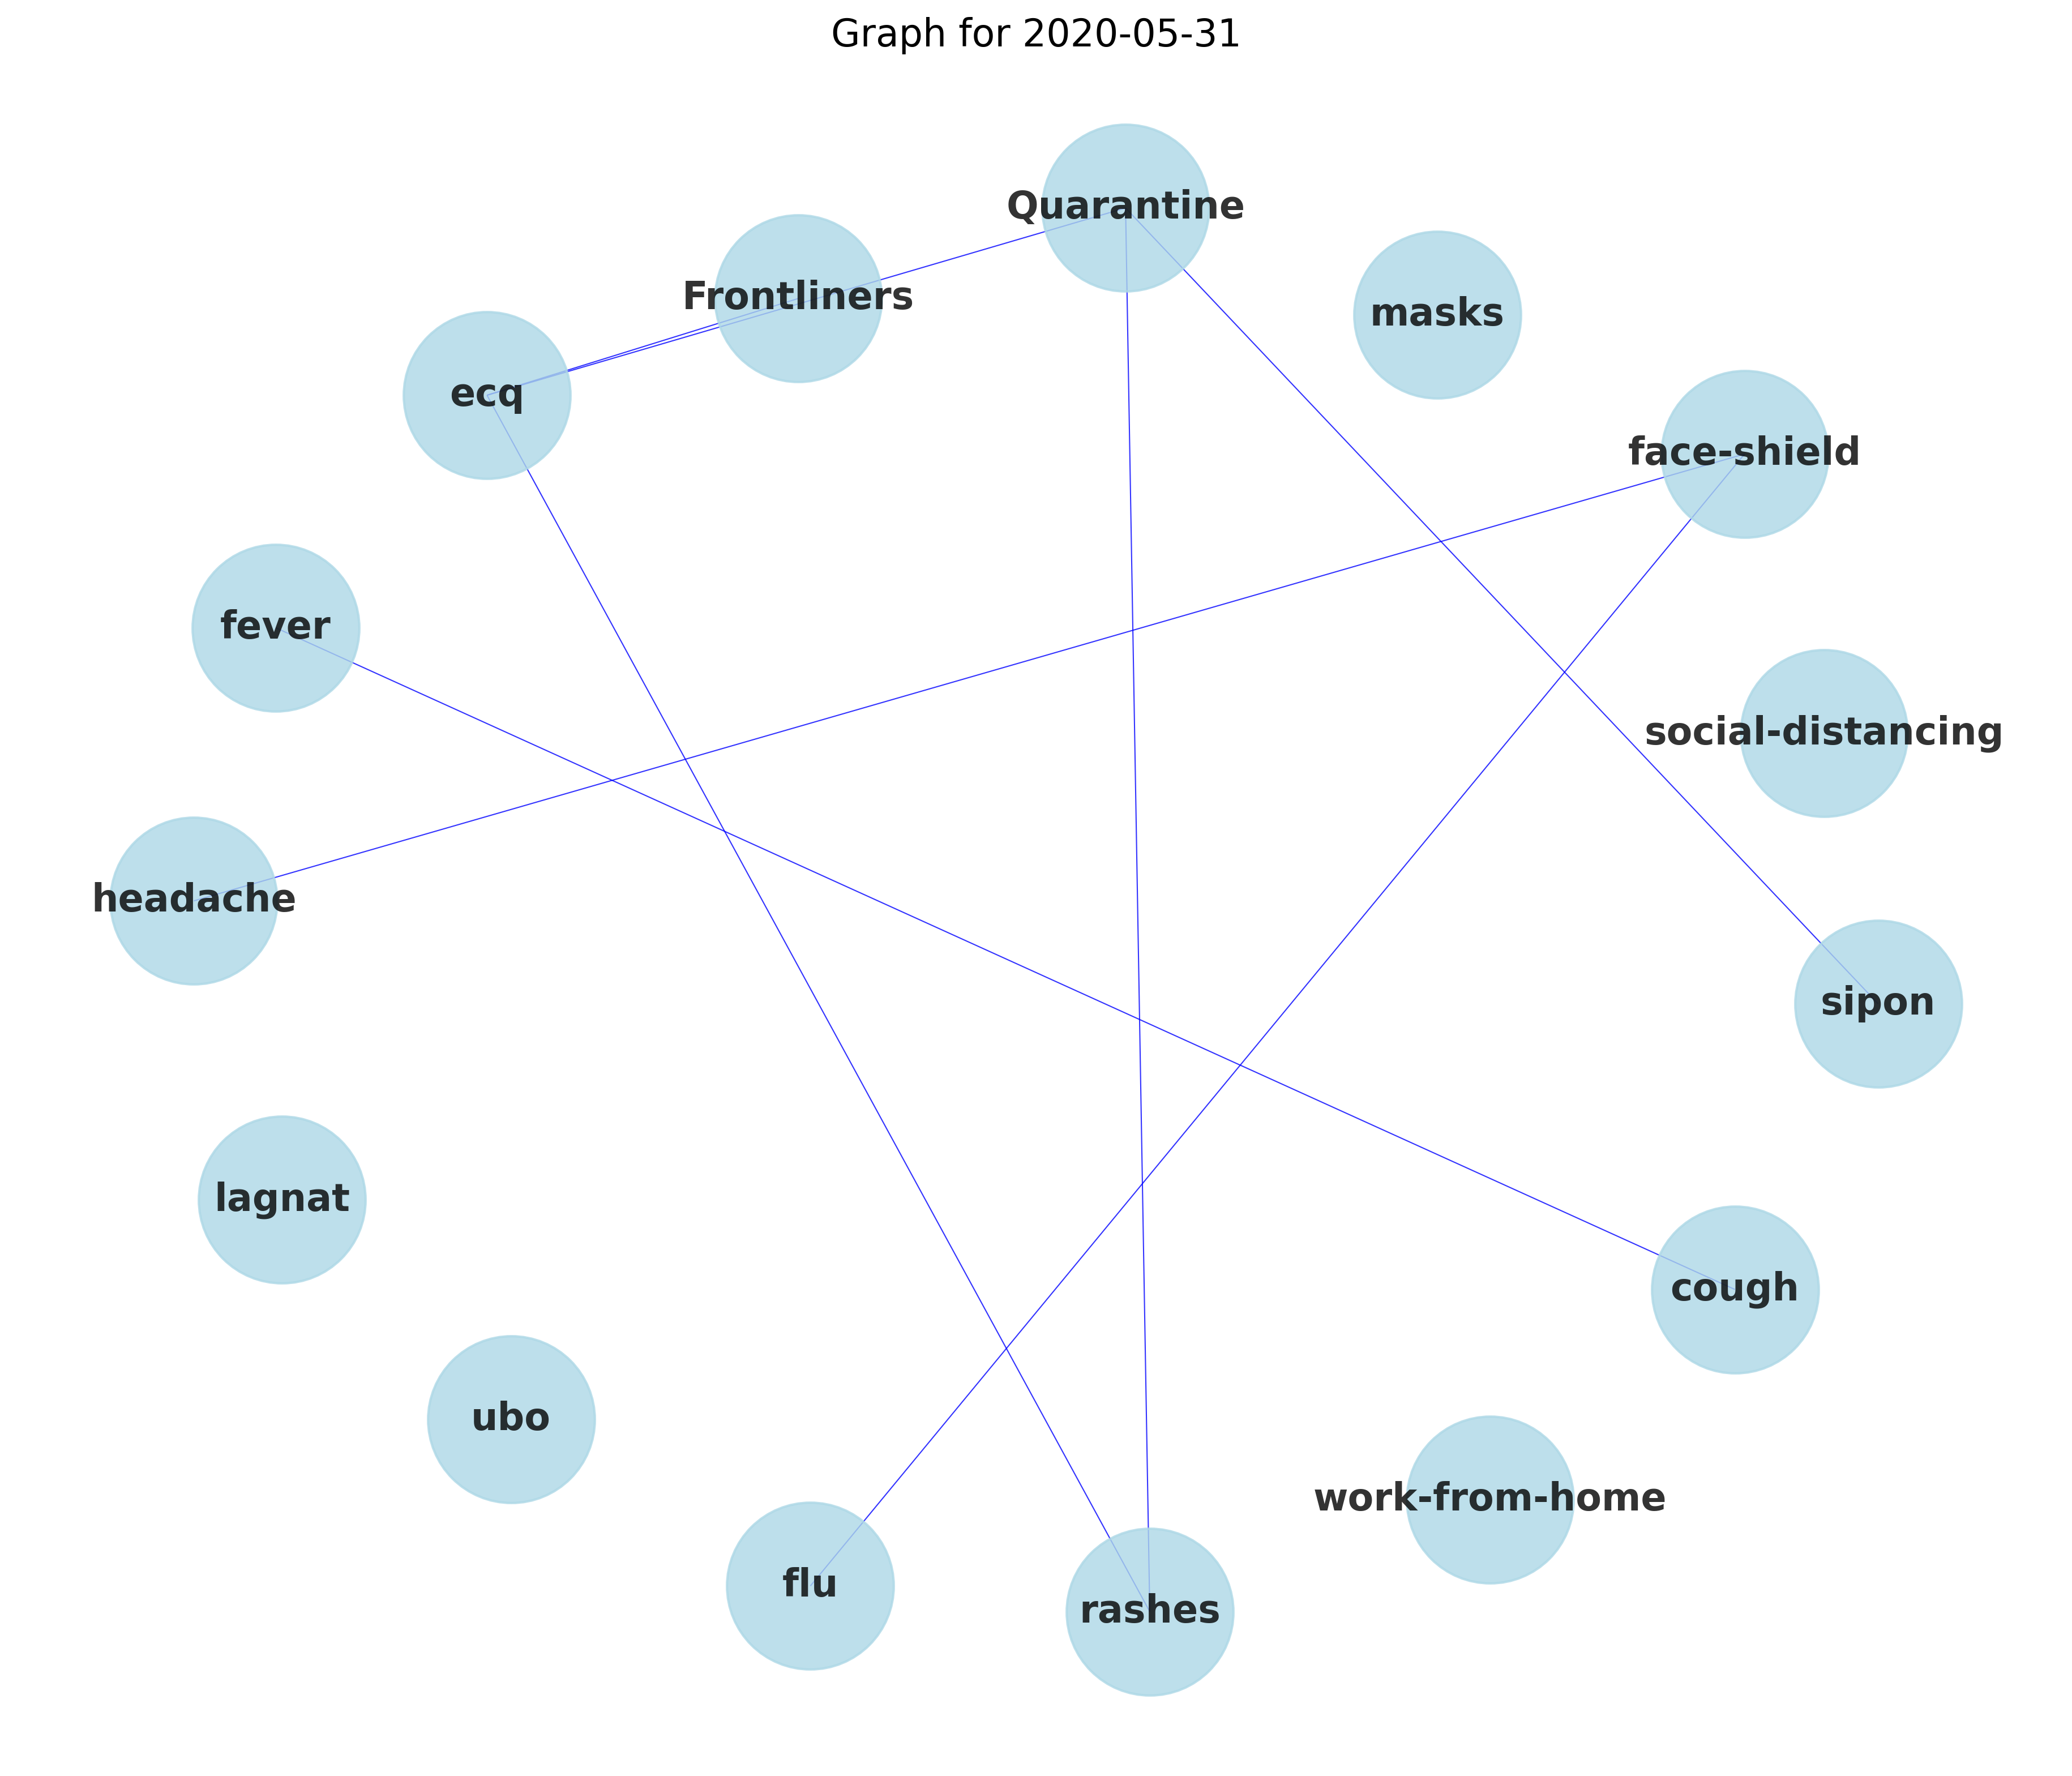 Graph for 2020-05-31
Quarantine
Frontliners
masks
ecq
face-shield
fever
social-distancing
headache
sipon
lagnat
cough
ubo
work-from-home
flu
rashes